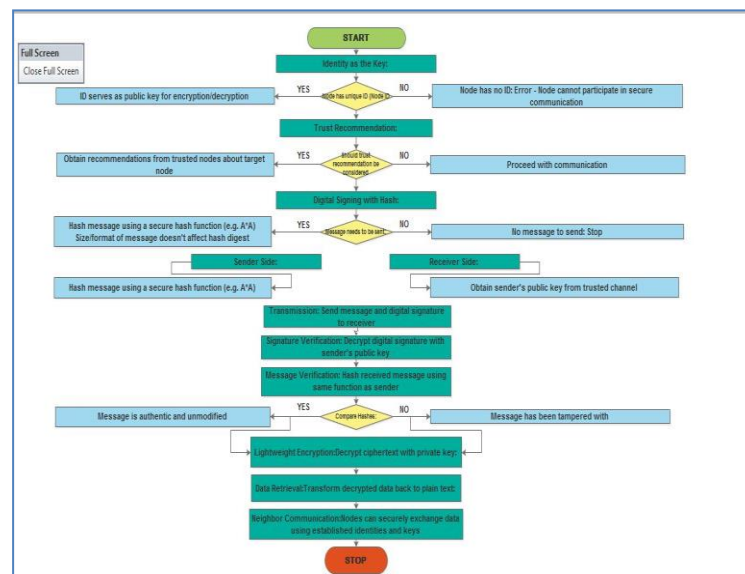 START
Full Screen
Close Full Screen
Identity as the Key:
YES
NO
ID serves as public key for encryption/decryption
Node has unique ID (Node ID
Node has no ID: Error - Node cannot participate in secure
communication
Trust Recommendation:
YES
NO
Obtain recommendations from trusted nodes about target
node
Should trust
recommendation be
considered
Proceed with communication
Digital Signing with Hash:
YES
NO
Hash message using a secure hash function (e.g. A*A)
Size/format of message doesn't affect hash digest
Message needs to be sent:
No message to send: Stop
Sender Side:
Receiver Side:
Hash message using a secure hash function (e.g. A*A)
Obtain sender's public key from trusted channel
Transmission: Send message and digital signature
to receiver
Signature Verification: Decrypt digital signature with
sender's public key
Message Verification: Hash received message using
same function as sender
YES
NO
Message is authentic and unmodified
Compare Hashes:
Message has been tampered with
Lightweight Encryption:Decrypt ciphertext with private key:
Data Retrieval:Transform decrypted data back to plain text:
Neighbor Communication:Nodes can securely exchange data
using established identities and keys
STOP